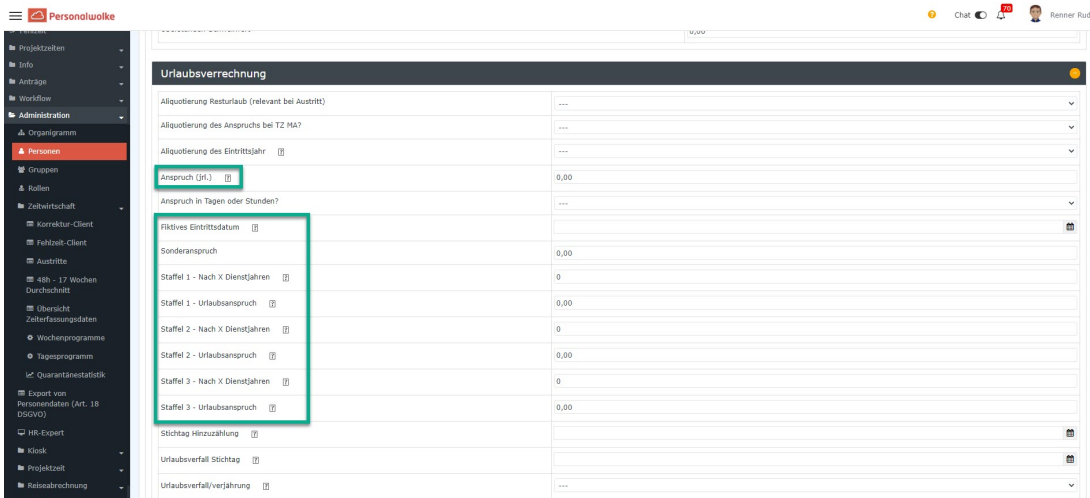 Personalwolke
Chat
70
Renner Rud
Projektzeiten
Info
Anträge
Workflow
Administration
Organigramm
Personen
Gruppen
Rollen
Zeitwirtschaft
Korrektur-Client
Fehlzeit-Client
Austritte
48h - 17 Wochen
Durchschnitt
Übersicht
Zeiterfassungsdaten
Wochenprogramme
Tagesprogramm
Quarantänestatistik
Export von
Personendaten (Art. 18
DSGVO)
HR-Expert
Kiosk
Projektzeit
Reiseabrechnung
0,00
Urlaubsverrechnung
Aliquotierung Resturlaub (relevant bei Austritt) ---
Aliquotierung des Anspruchs bei TZ MA? ---
Aliquotierung des Eintrittsjahr ---
Anspruch (jrl.) 0,00
Anspruch in Tagen oder Stunden? ---
Fiktives Eintrittsdatum
Sonderanspruch 0,00
Staffel 1 - Nach X Dienstjahren 0
Staffel 1 - Urlaubsanspruch 0,00
Staffel 2 - Nach X Dienstjahren 0
Staffel 2 - Urlaubsanspruch 0,00
Staffel 3 - Nach X Dienstjahren 0
Staffel 3 - Urlaubsanspruch 0,00
Stichtag Hinzuzählung
Urlaubsverfall Stichtag
Urlaubsverfall/verjährung ---